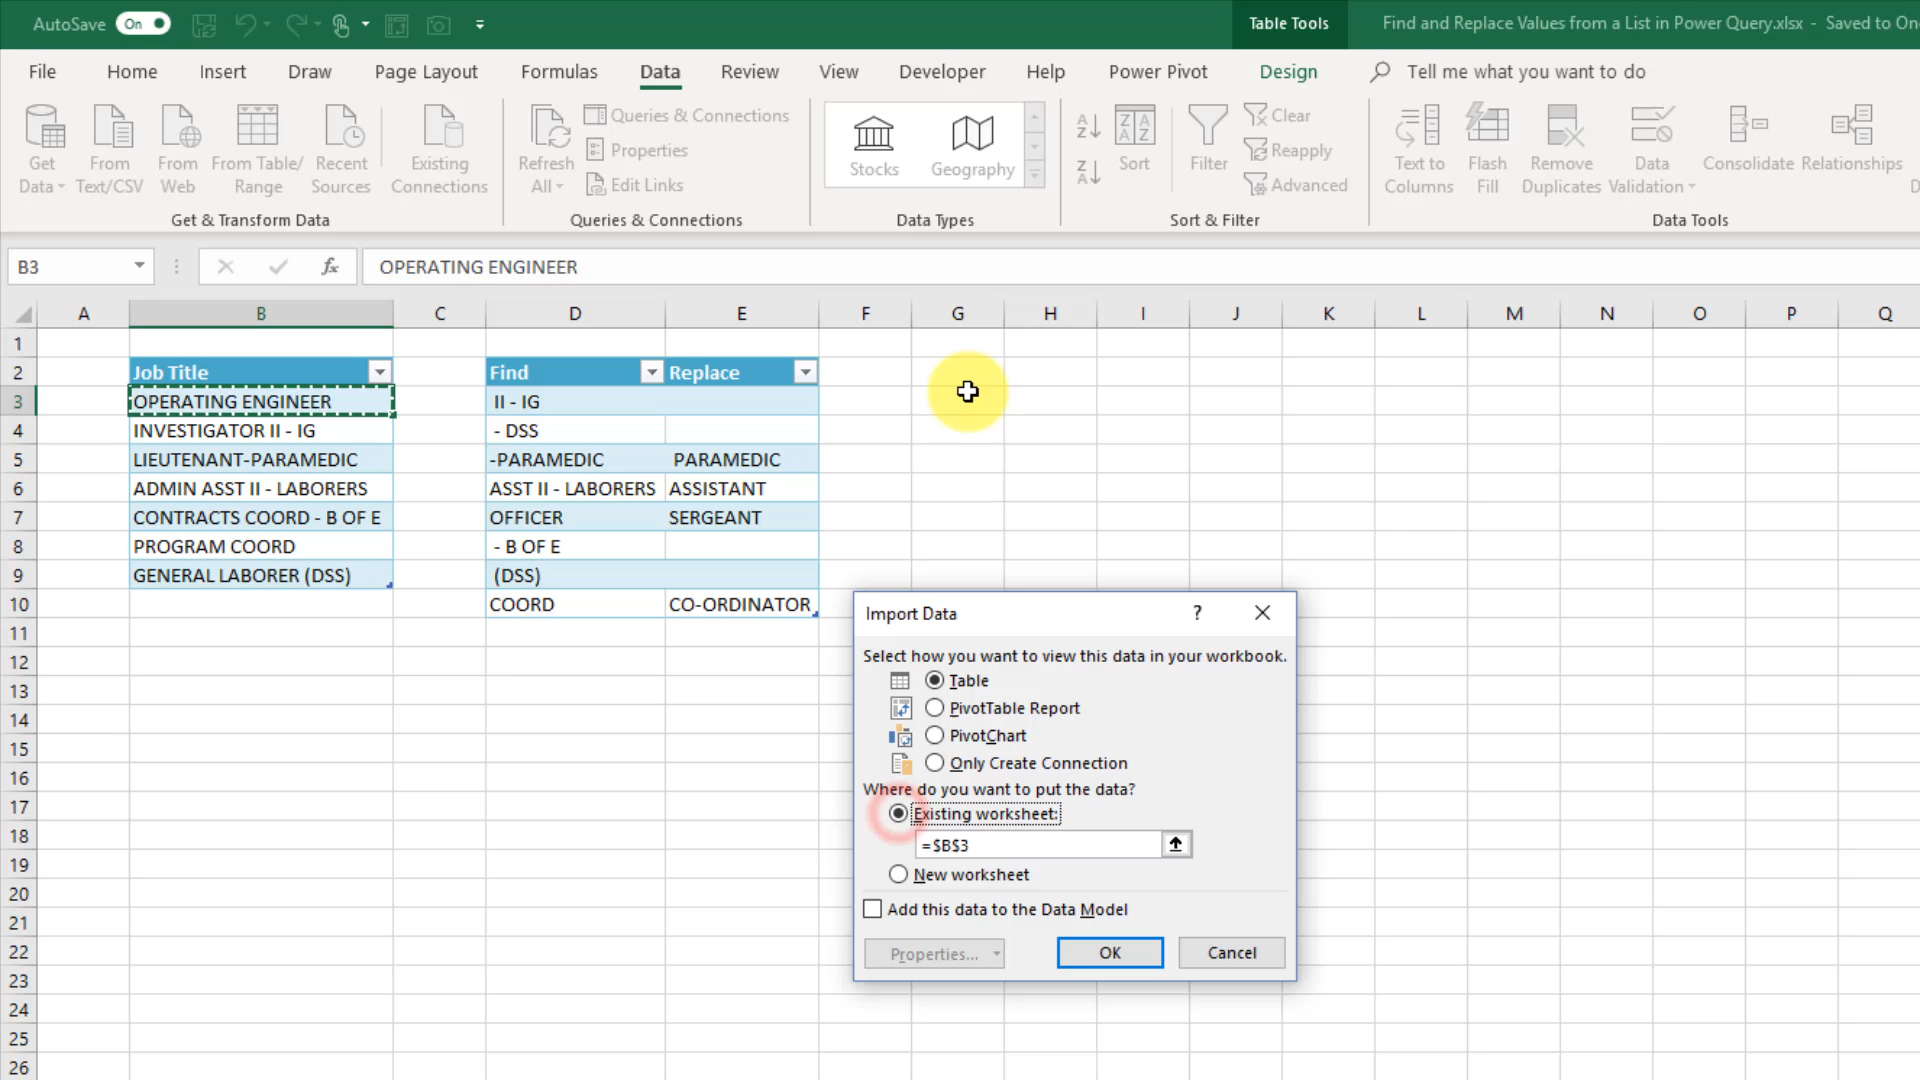 AutoSave On Table Tools Find and Replace Values from a List in Power Query.xlsx - Saved to On
File Home Insert Draw Page Layout Formulas Data Review View Developer Help Power Pivot Design Tell me what you want to do
Get Data
From Text/CSV
From Web
From Table/ Range
Recent Sources
Existing Connections
Get & Transform Data
Refresh All
Queries & Connections
Properties
Edit Links
Queries & Connections
Stocks
Geography
Data Types
Sort
Filter
Clear
Reapply
Advanced
Sort & Filter
Text to Columns
Flash Fill
Remove Duplicates
Data Validation
Consolidate
Relationships
Data Tools
B3 fx OPERATING ENGINEER
A B C D E F G H I J K L M N O P Q
1
2 Job Title Find Replace
3 OPERATING ENGINEER II - IG
4 INVESTIGATOR II - IG - DSS
5 LIEUTENANT-PARAMEDIC -PARAMEDIC PARAMEDIC
6 ADMIN ASST II - LABORERS ASST II - LABORERS ASSISTANT
7 CONTRACTS COORD - B OF E OFFICER SERGEANT
8 PROGRAM COORD - B OF E
9 GENERAL LABORER (DSS) (DSS)
10 COORD CO-ORDINATOR
11
12
13
14
15
16
17
18
19
20
21
22
23
24
25
26
Import Data ?
Select how you want to view this data in your workbook.
Table
PivotTable Report
PivotChart
Only Create Connection
Where do you want to put the data?
Existing worksheet:
=$B$3
New worksheet
Add this data to the Data Model
Properties... OK Cancel